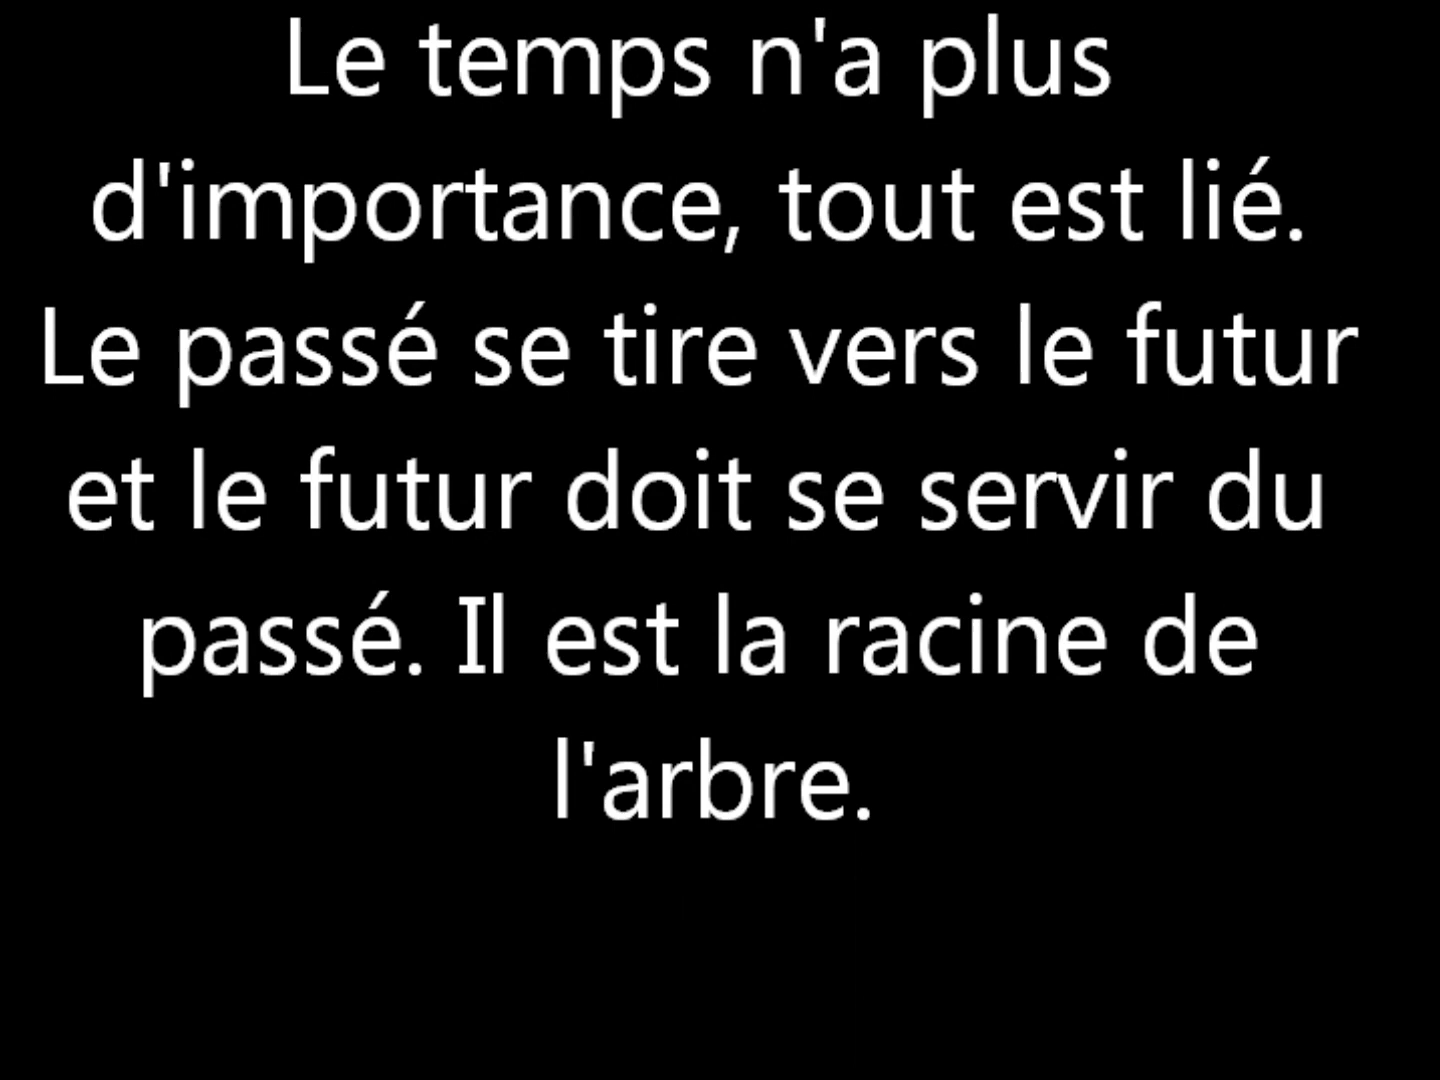 Le temps n'a plus
d'importance, tout est lié.
Le passé se tire vers le futur
et le futur doit se servir du
passé. Il est la racine de
l'arbre.